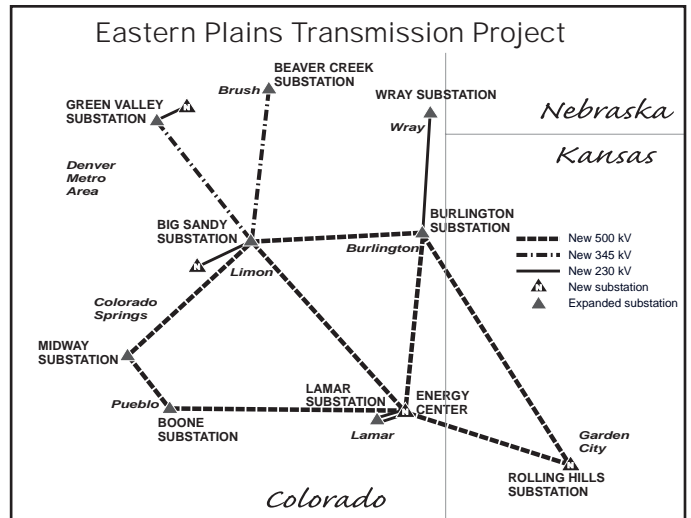 Eastern Plains Transmission Project
BEAVER CREEK
SUBSTATION
Brush
GREEN VALLEY
SUBSTATION
WRAY SUBSTATION
Wray
Nebraska
Kansas
Denver
Metro
Area
BIG SANDY
SUBSTATION
Limon
BURLINGTON
SUBSTATION
Burlington
New 500 kV
New 345 kV
New 230 kV
N New substation
Expanded substation
N
N
Colorado
Springs
MIDWAY
SUBSTATION
Pueblo
BOONE
SUBSTATION
LAMAR
SUBSTATION
Lamar
N
ENERGY
CENTER
Garden
City
N
ROLLING HILLS
SUBSTATION
Colorado